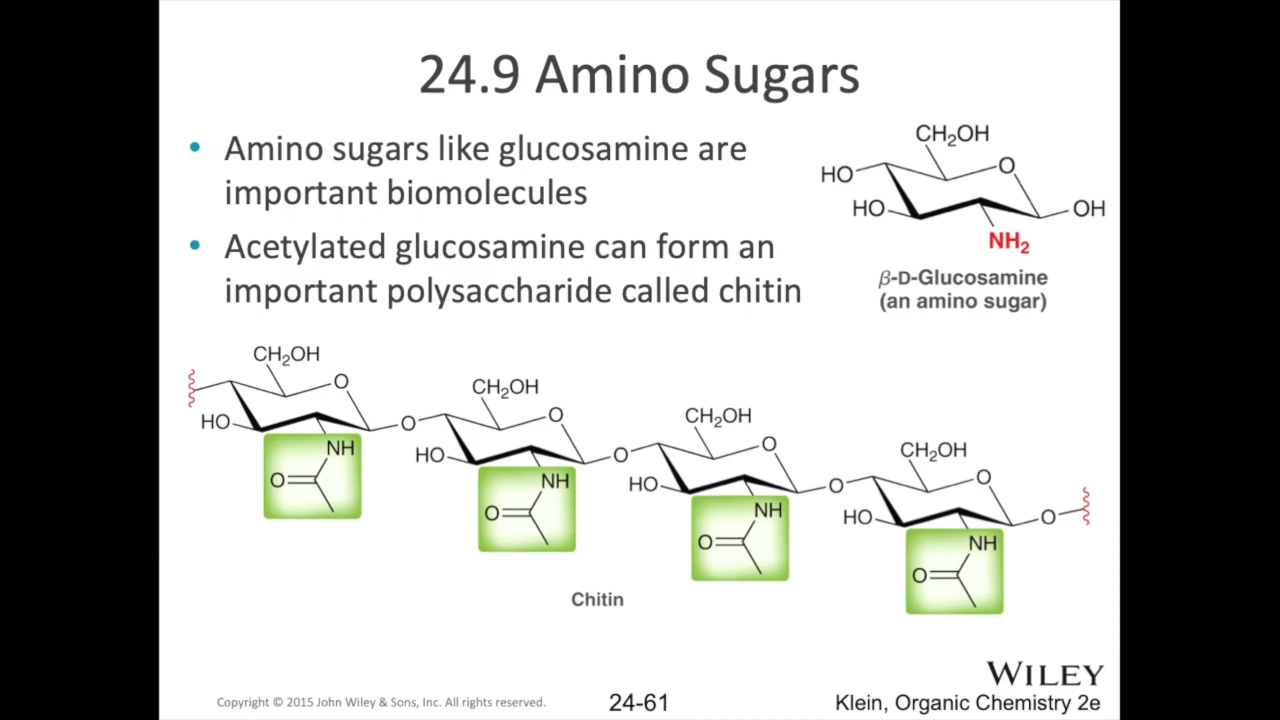 24.9 Amino Sugars
• Amino sugars like glucosamine are
important biomolecules
• Acetylated glucosamine can form an
important polysaccharide called chitin
CH₂OH
O
HO
HO
OH
NH₂
β-D-Glucosamine
(an amino sugar)
CH₂OH
O
HO
O
NH
O
CH₂OH
O
HO
O
NH
O
CH₂OH
O
HO
O
NH
O
CH₂OH
O
HO
O
NH
O
Chitin
WILEY
Copyright © 2015 John Wiley & Sons, Inc. All rights reserved.
24-61
Klein, Organic Chemistry 2e